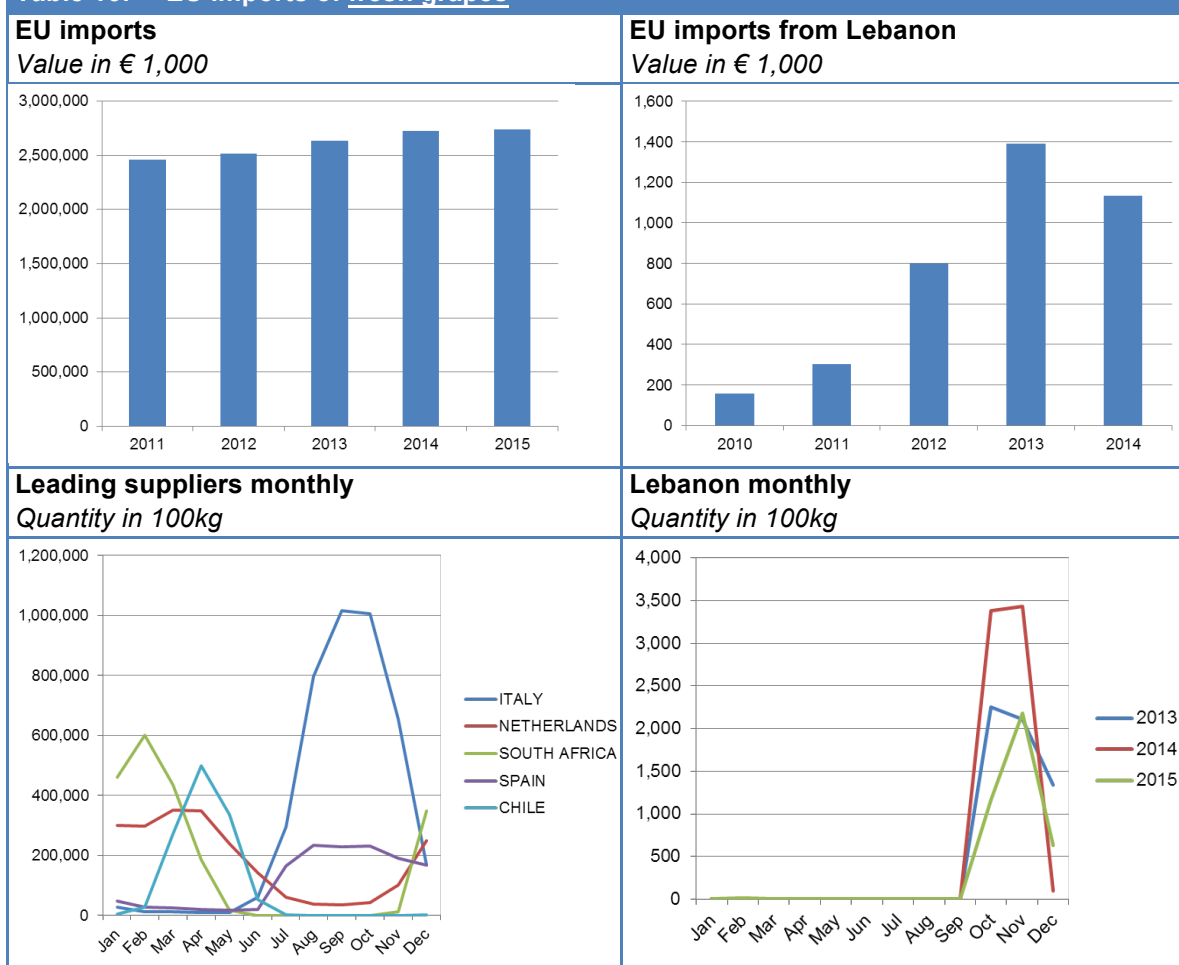 EU imports
Value in € 1,000
3,000,000
2,500,000
2,000,000
1,500,000
1,000,000
500,000
0
2011 2012 2013 2014 2015
EU imports from Lebanon
Value in € 1,000
1,600
1,400
1,200
1,000
800
600
400
200
0
2010 2011 2012 2013 2014
Leading suppliers monthly
Quantity in 100kg
1,200,000
1,000,000
800,000
600,000
400,000
200,000
0
Jan Feb Mar Apr May Jun Jul Aug Sep Oct Nov Dec
ITALY
NETHERLANDS
SOUTH AFRICA
SPAIN
CHILE
Lebanon monthly
Quantity in 100kg
4,000
3,500
3,000
2,500
2,000
1,500
1,000
500
0
Jan Feb Mar Apr May Jun Jul Aug Sep Oct Nov Dec
2013
2014
2015